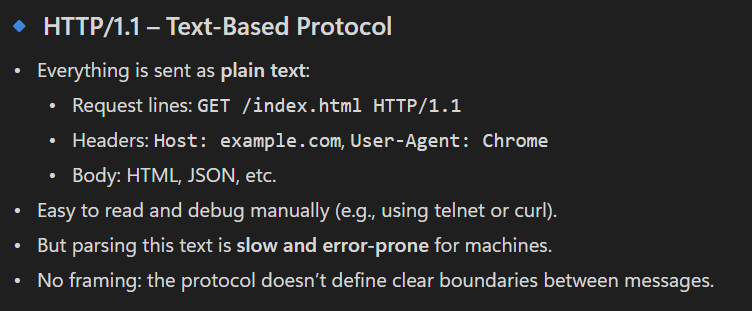 HTTP/1.1 – Text-Based Protocol
• Everything is sent as plain text:
• Request lines: GET /index.html HTTP/1.1
• Headers: Host: example.com, User-Agent: Chrome
• Body: HTML, JSON, etc.
• Easy to read and debug manually (e.g., using telnet or curl).
• But parsing this text is slow and error-prone for machines.
• No framing: the protocol doesn’t define clear boundaries between messages.